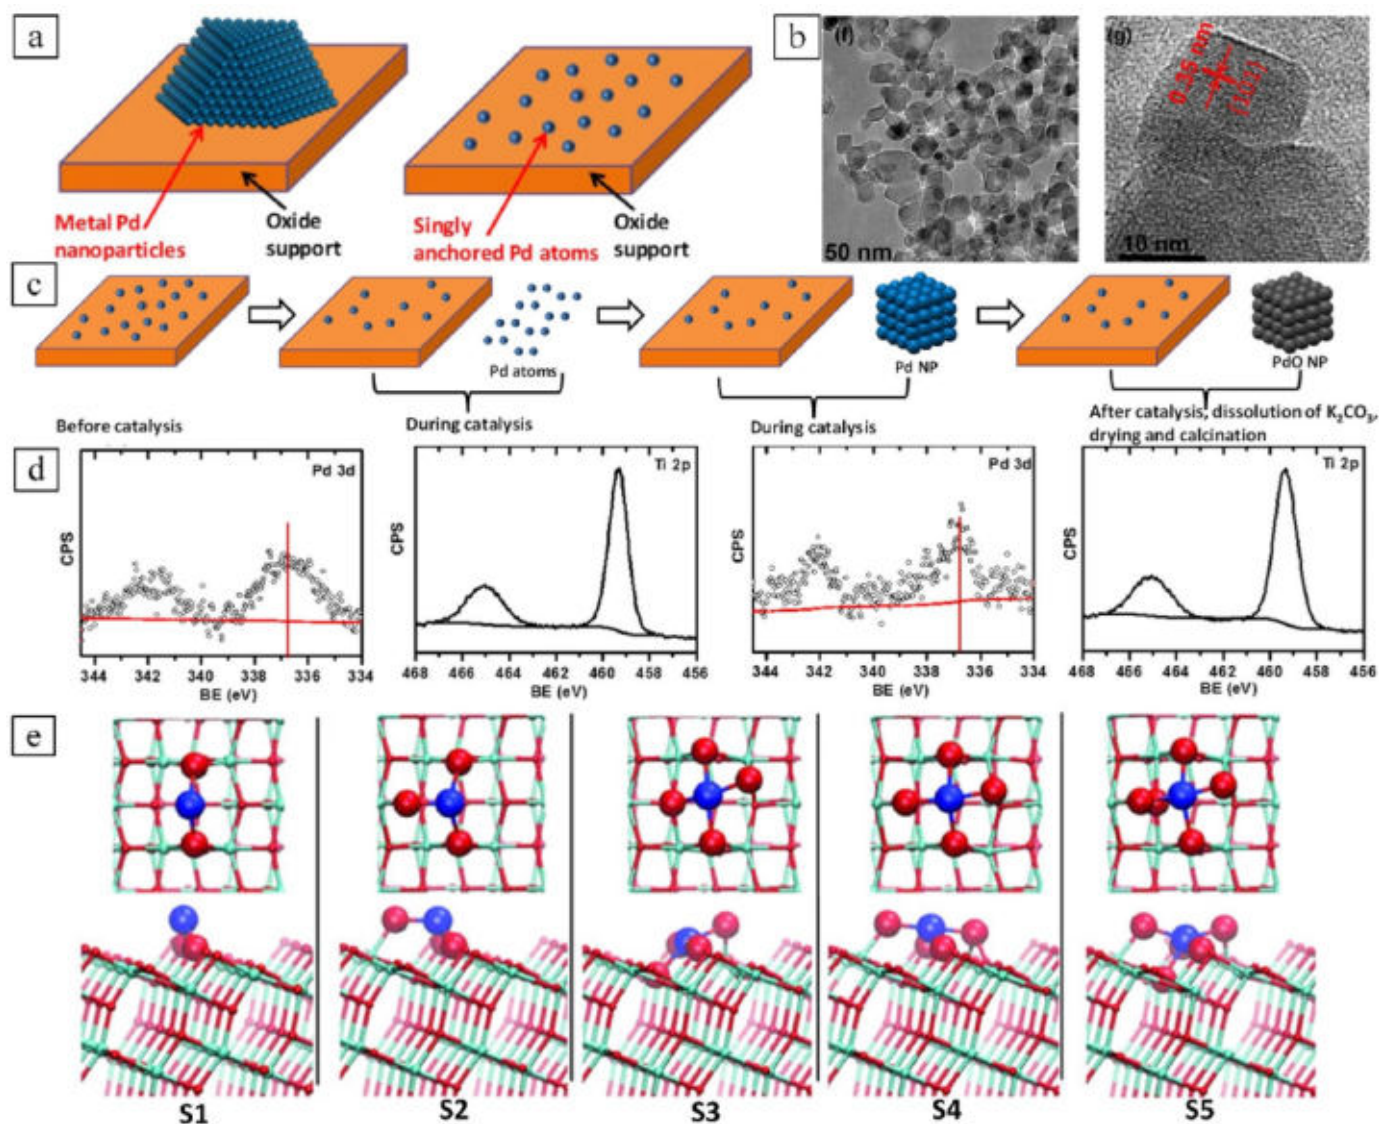 a
Metal Pd
nanoparticles
Oxide
support
Singly
anchored Pd atoms
Oxide
support
b
(f)
50 nm
(g)
0.35 nm
[101]
10 nm
c
Pd atoms
Pd NP
PdO NP
Before catalysis
During catalysis
During catalysis
After catalysis, dissolution of K₂CO₃,
drying and calcination
d
Pd 3d
CPS
344 342 340 338 336 334
BE (eV)
Ti 2p
CPS
468 466 464 462 460 458 456
BE (eV)
Pd 3d
CPS
344 342 340 338 336 334
BE (eV)
Ti 2p
CPS
468 466 464 462 460 458 456
BE (eV)
e
S1
S2
S3
S4
S5